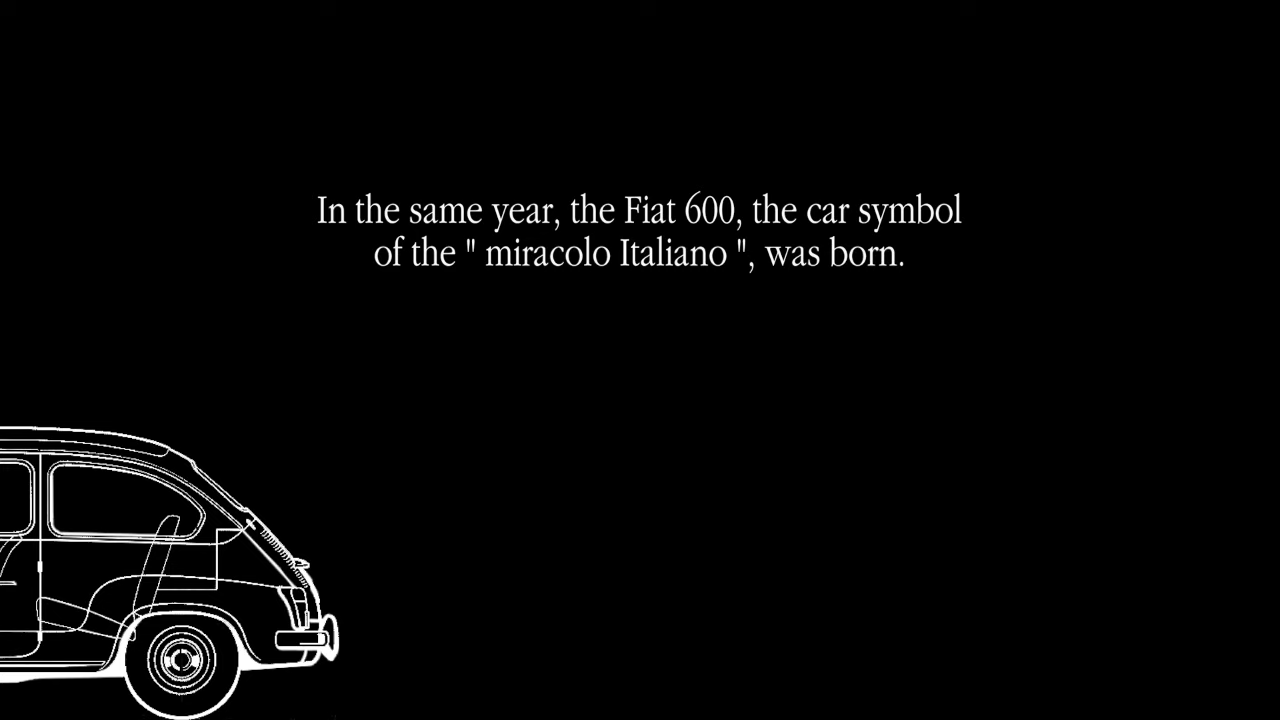 In the same year, the Fiat 600, the car symbol
of the " miracolo Italiano ", was born.